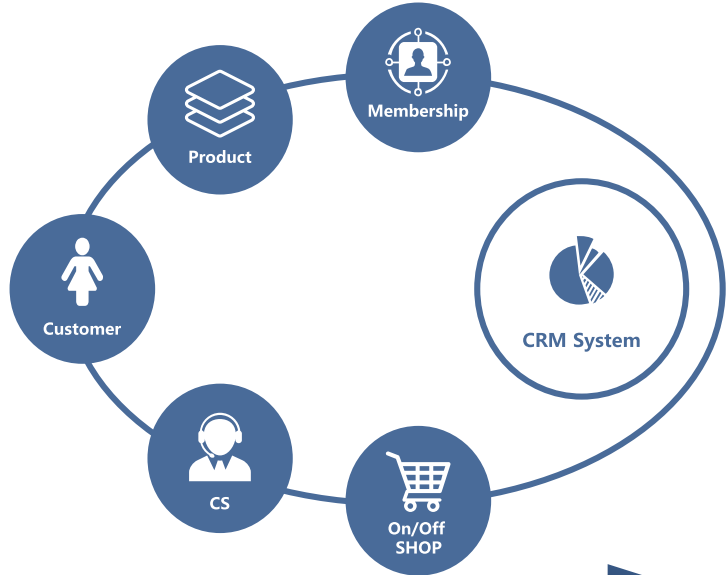 Membership
Product
CRM System
Customer
CS
On/Off
SHOP